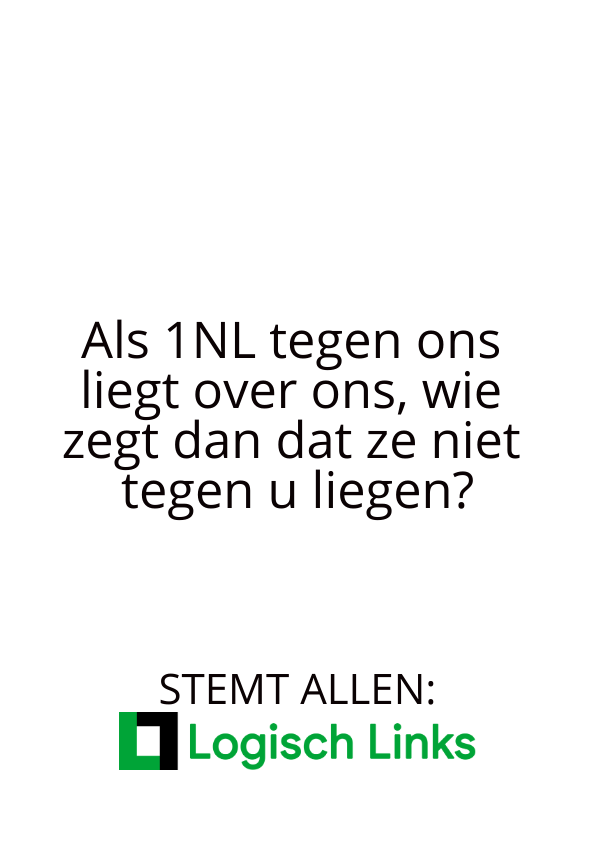 Als 1NL tegen ons
liegt over ons, wie
zegt dan dat ze niet
tegen u liegen?
STEMT ALLEN:
Logisch Links